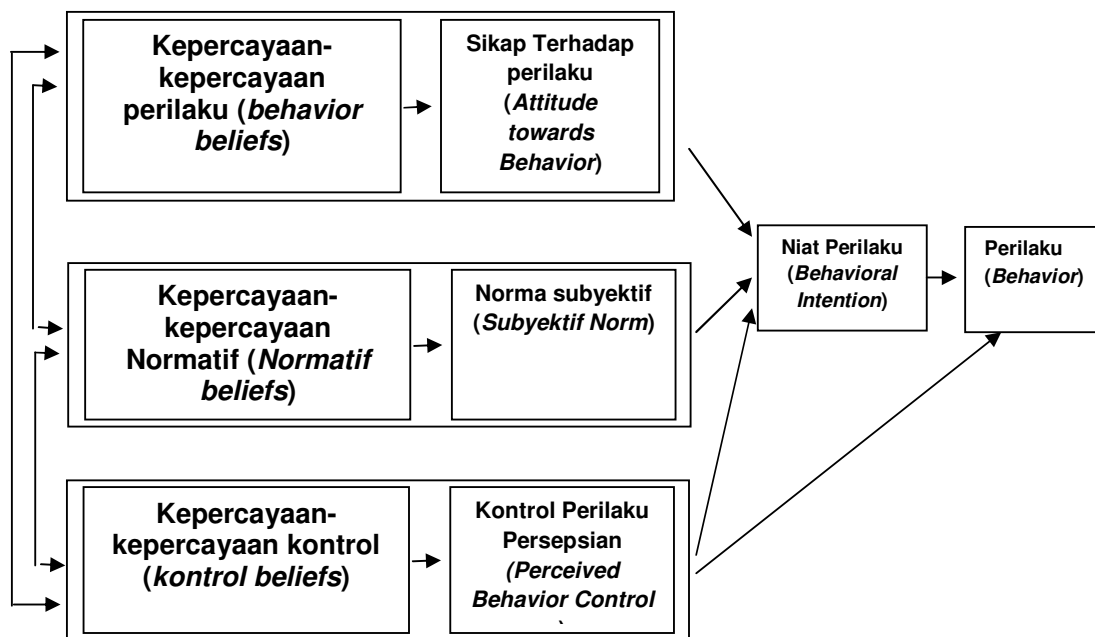 Kepercayaan-
kepercayaan
perilaku (behavior
beliefs)
Sikap Terhadap
perilaku
(Attitude
towards
Behavior)
Niat Perilaku
(Behavioral
Intention)
Perilaku
(Behavior)
Kepercayaan-
kepercayaan
Normatif (Normatif
beliefs)
Norma subyektif
(Subyektif Norm)
Kepercayaan-
kepercayaan kontrol
(kontrol beliefs)
Kontrol Perilaku
Persepsian
(Perceived
Behavior Control
)